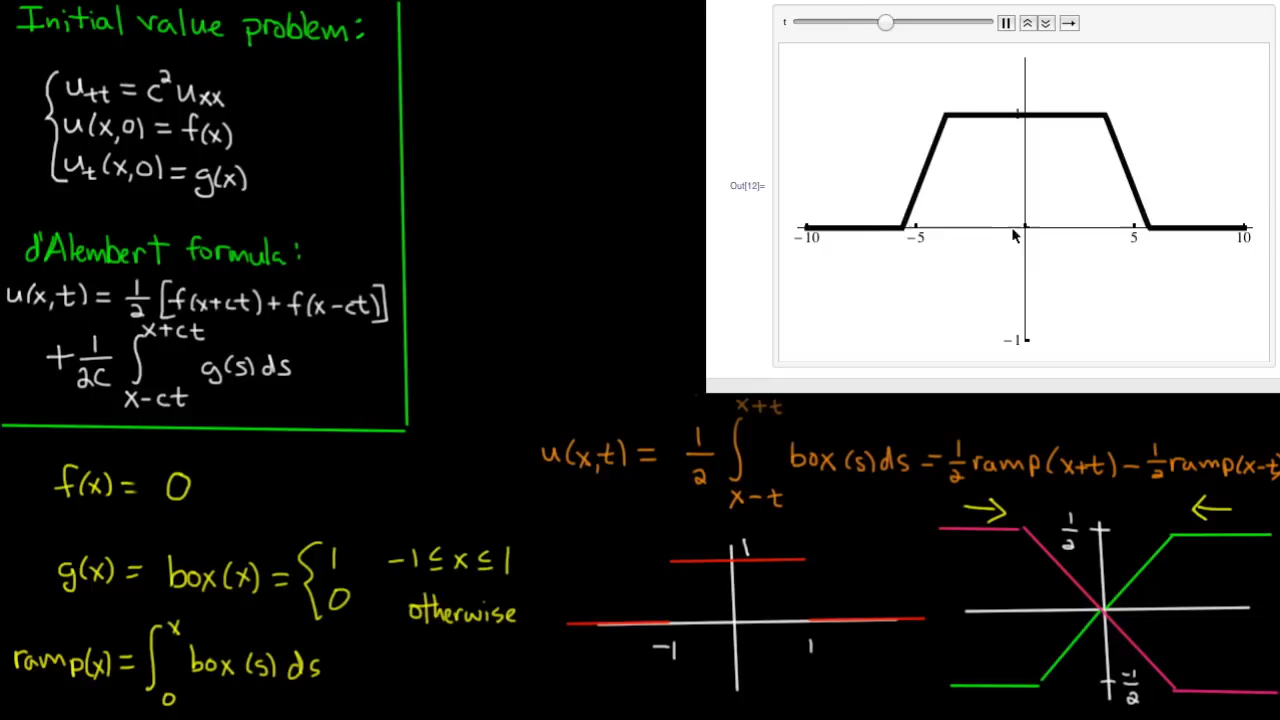 Initial value problem:
u_tt = c²u_xx
u(x,0) = f(x)
u_t(x,0) = g(x)
d'Alembert formula:
u(x,t) = 1/2 [f(x+ct) + f(x-ct)]
+ 1/2c ∫_{x-ct}^{x+ct} g(s)ds
f(x) = 0
g(x) = box(x) = { 1 -1 ≤ x ≤ 1
0 otherwise
ramp(x) = ∫_0^x box(s) ds
t
Out[12]=
1
-10 -5 5 10
-1
u(x,t) = 1/2 ∫_{x-t}^{x+t} box(s)ds = 1/2 ramp(x+t) - 1/2 ramp(x-t
1
-1 1
→ ←
1/2
-1/2